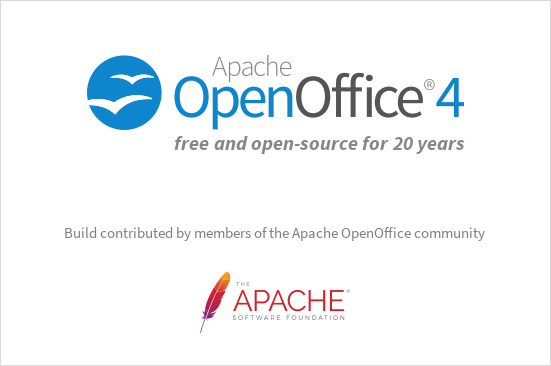 Apache
OpenOffice® 4
free and open-source for 20 years
Build contributed by members of the Apache OpenOffice community
THE
APACHE®
SOFTWARE FOUNDATION